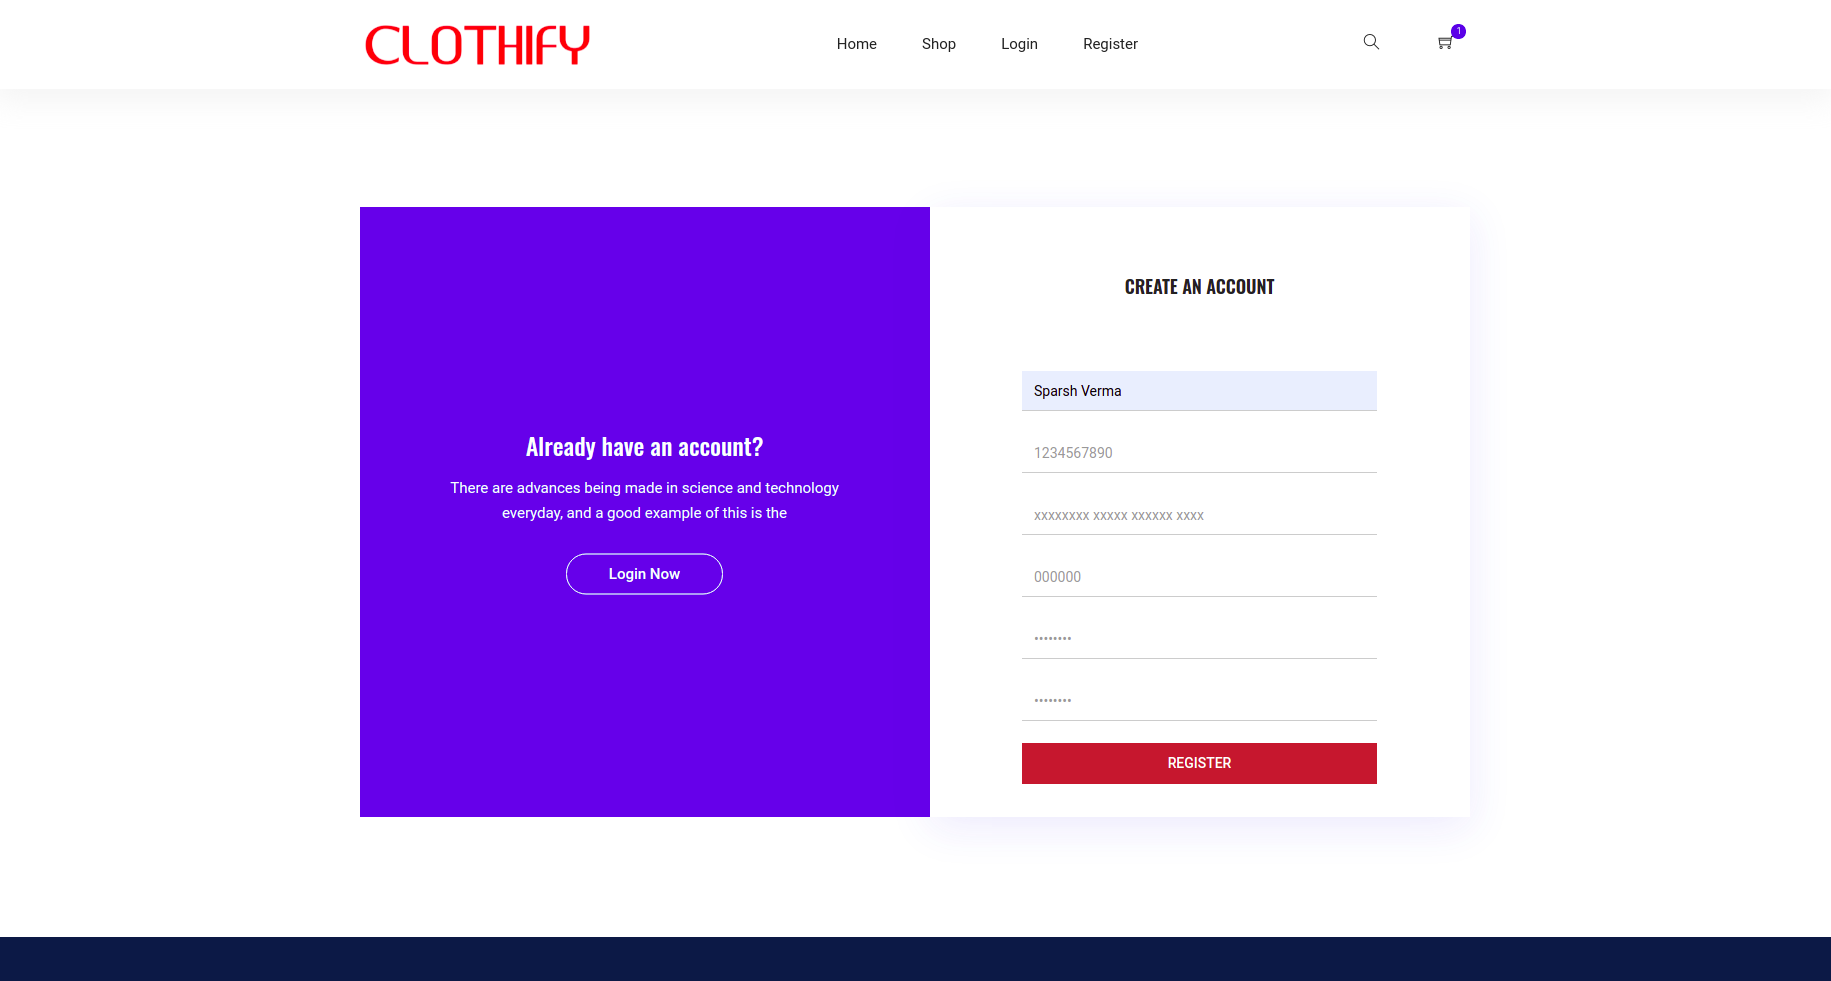 CLOTHIFY
Home Shop Login Register
1
Already have an account?
There are advances being made in science and technology
everyday, and a good example of this is the
Login Now
CREATE AN ACCOUNT
Sparsh Verma
1234567890
xxxxxxxx xxxxx xxxxxx xxxx
000000
••••••••
••••••••
REGISTER